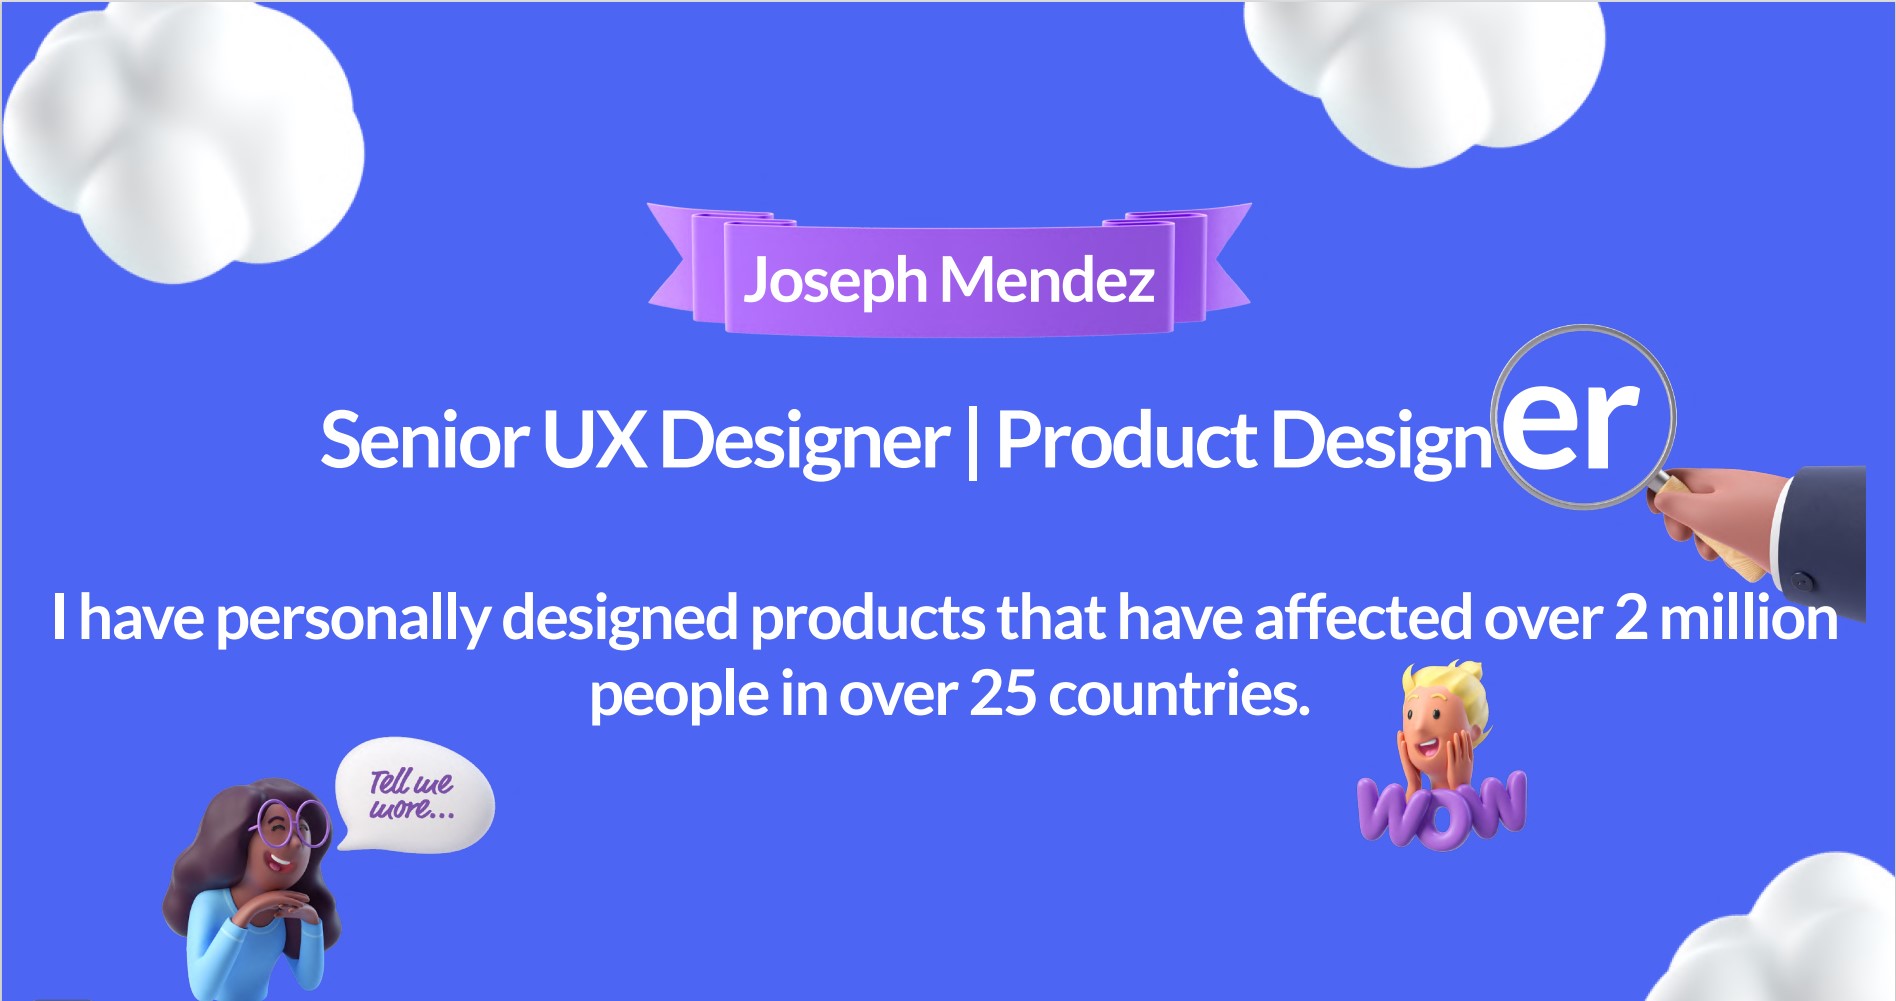 Joseph Mendez
Senior UX Designer | Product Designer
I have personally designed products that have affected over 2 million
people in over 25 countries.
Tell me
more...
WOW